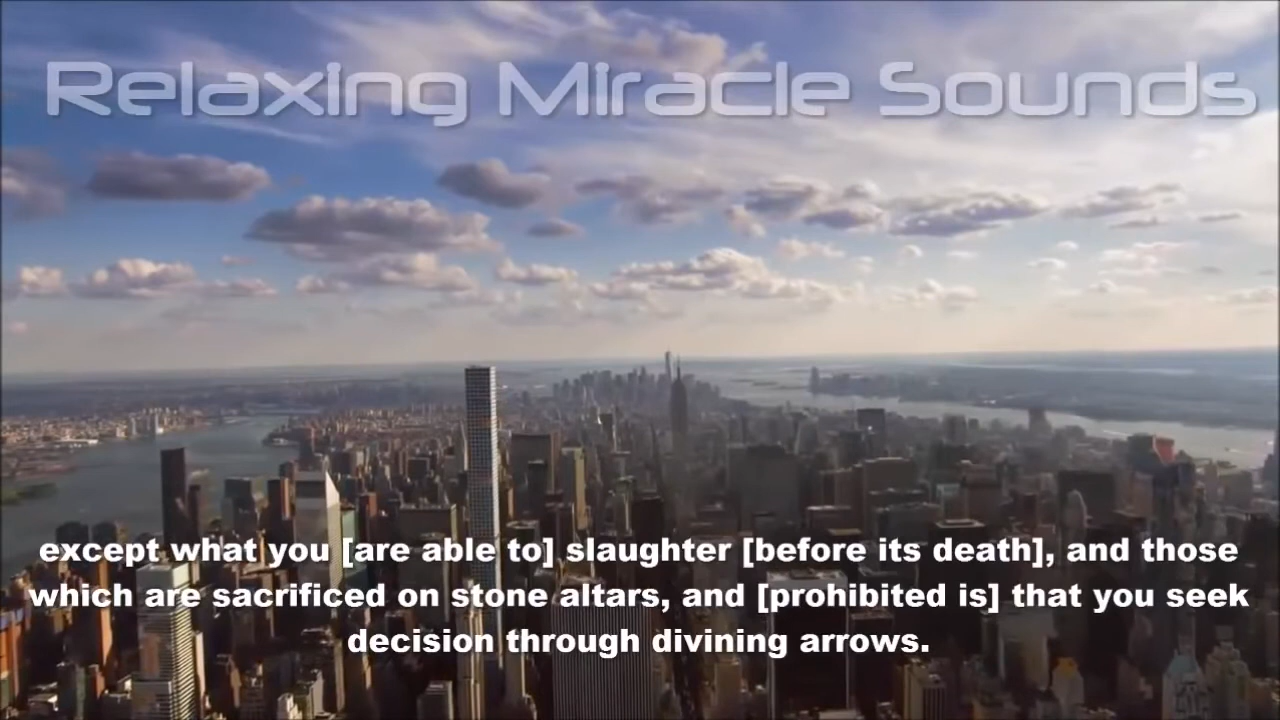 Relaxing Miracle Sounds
except what you [are able to] slaughter [before its death], and those
which are sacrificed on stone altars, and [prohibited is] that you seek
decision through divining arrows.